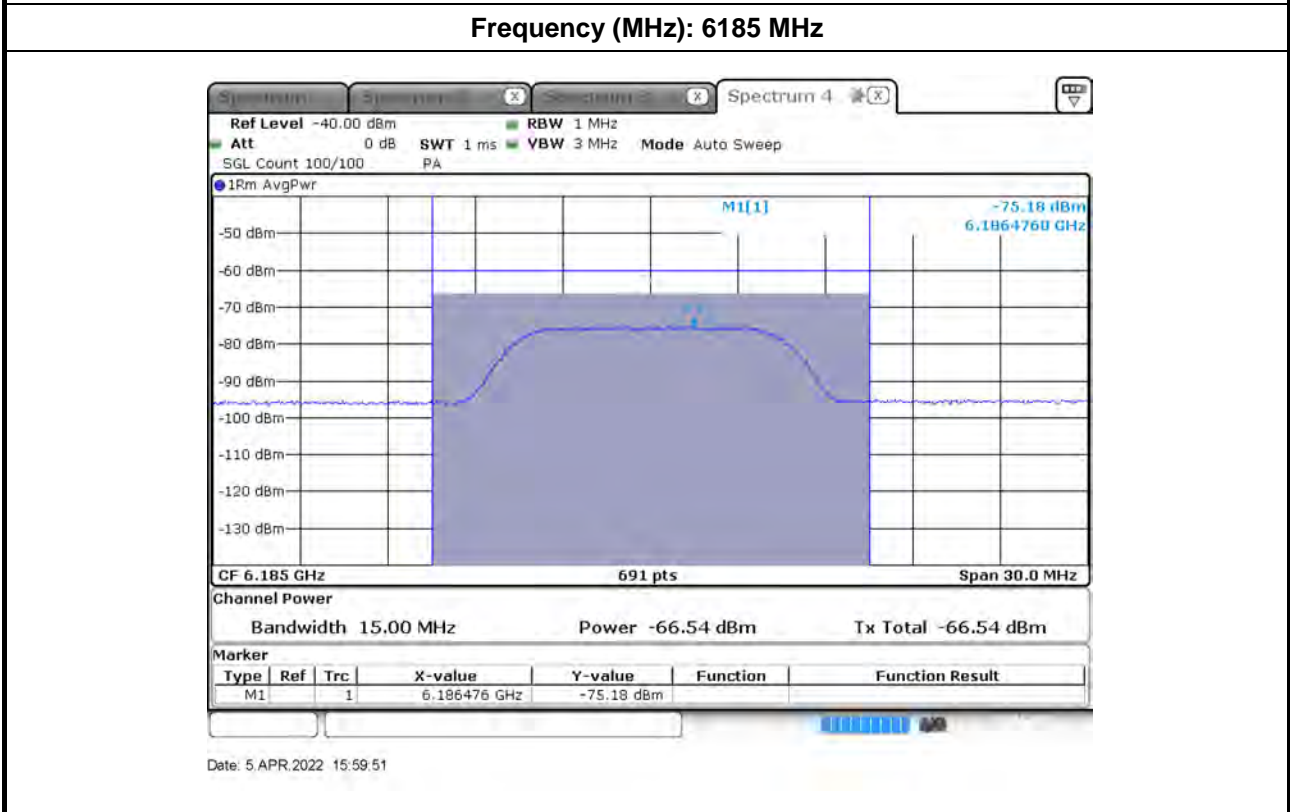 Frequency (MHz): 6185 MHz
Spectrum 4
Ref Level -40.00 dBm RBW 1 MHz
Att 0 dB SWT 1 ms VBW 3 MHz Mode Auto Sweep
SGL Count 100/100 PA
1Rm AvgPwr
M1[1] -75.18 dBm
6.1864760 GHz
-50 dBm
-60 dBm
-70 dBm
-80 dBm
-90 dBm
-100 dBm
-110 dBm
-120 dBm
-130 dBm
CF 6.185 GHz 691 pts Span 30.0 MHz
Channel Power
Bandwidth 15.00 MHz Power -66.54 dBm Tx Total -66.54 dBm
Marker
Type Ref Trc X-value Y-value Function Function Result
M1 1 6.186476 GHz -75.18 dBm
Date: 5.APR.2022 15:59:51